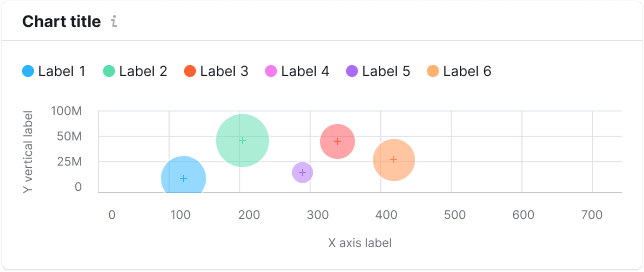 Chart title
Label 1 Label 2 Label 3 Label 4 Label 5 Label 6
Y vertical label
100M
50M
25M
0
0 100 200 300 400 500 600 700
X axis label